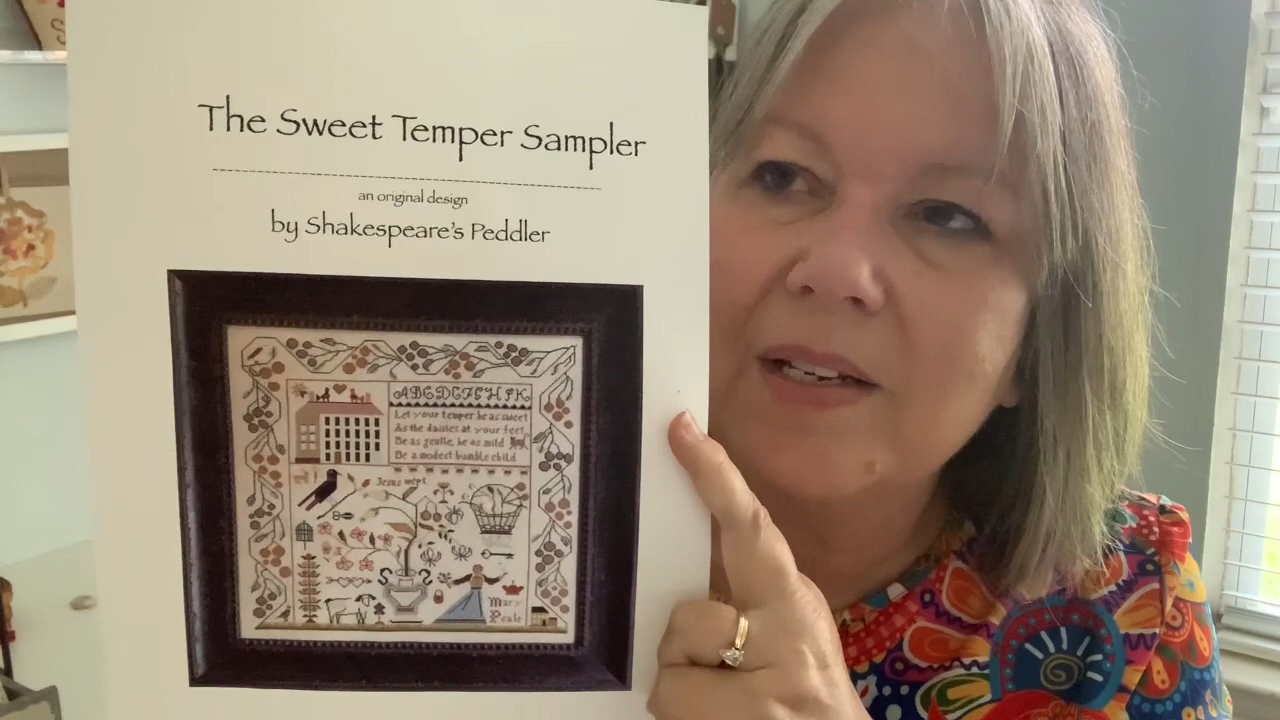 The Sweet Temper Sampler
an original design
by Shakespeare's Peddler
ABCDEFGHIK
Let your temper be as sweet
As the daisies at your feet
Be as gentle, be as mild
Be a modest humble child
Jesus wept
Mary
Peale